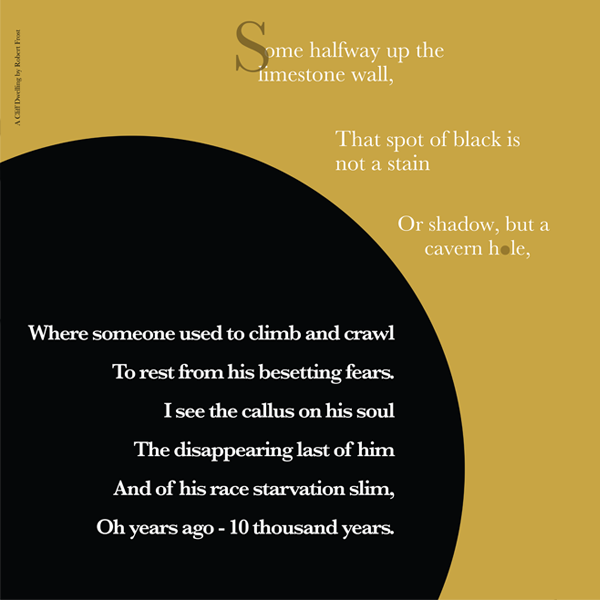 A Cliff Dwelling by Robert Frost
Some halfway up the
limestone wall,
That spot of black is
not a stain
Or shadow, but a
cavern hole,
Where someone used to climb and crawl
To rest from his besetting fears.
I see the callus on his soul
The disappearing last of him
And of his race starvation slim,
Oh years ago - 10 thousand years.